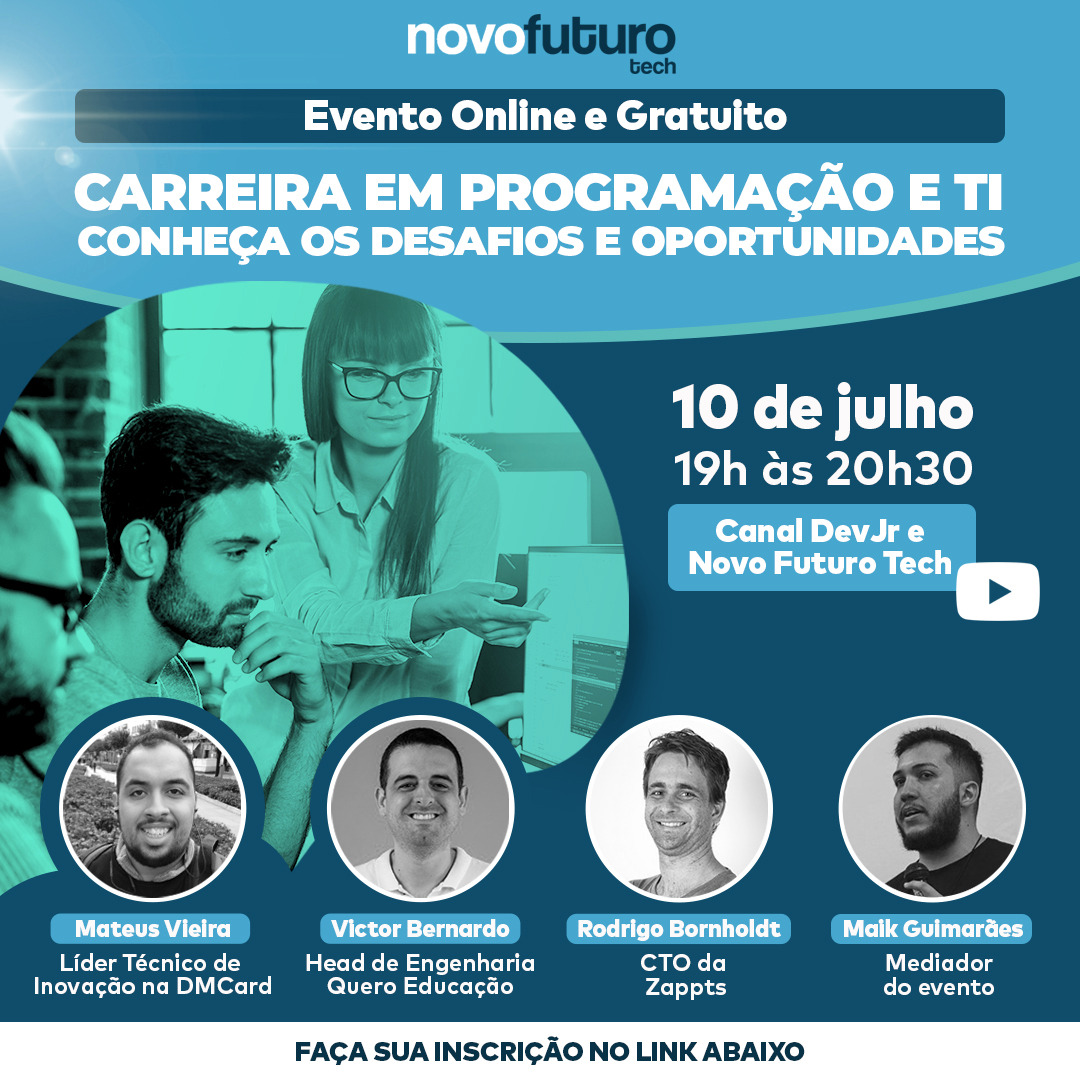 novofuturo
tech
Evento Online e Gratuito
CARREIRA EM PROGRAMAÇÃO E TI
CONHEÇA OS DESAFIOS E OPORTUNIDADES
10 de julho
19h às 20h30
Canal DevJr e
Novo Futuro Tech
Mateus Vieira
Líder Técnico de
Inovação na DMCard
Victor Bernardo
Head de Engenharia
Quero Educação
Rodrigo Bornholdt
CTO da
Zappts
Maik Guimarães
Mediador
do evento
FAÇA SUA INSCRIÇÃO NO LINK ABAIXO